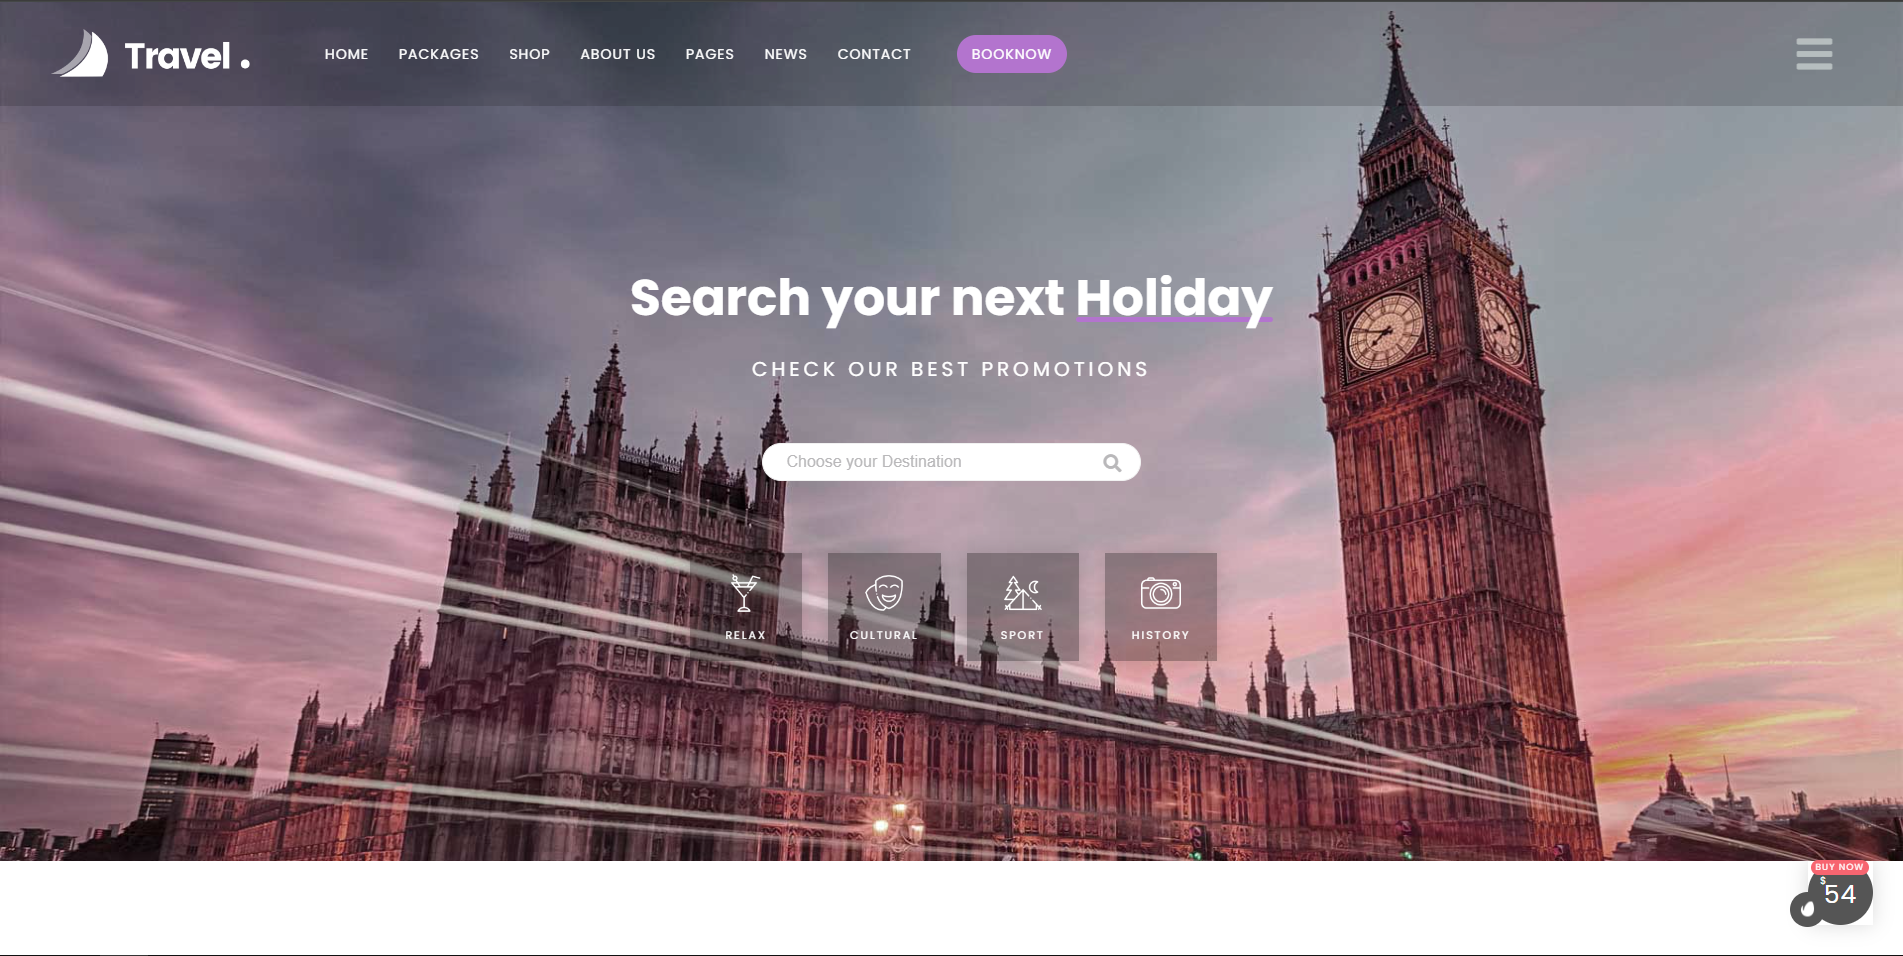 Travel .
HOME PACKAGES SHOP ABOUT US PAGES NEWS CONTACT BOOKNOW
Search your next Holiday
CHECK OUR BEST PROMOTIONS
Choose your Destination
RELAX CULTURAL SPORT HISTORY
BUY NOW
$54